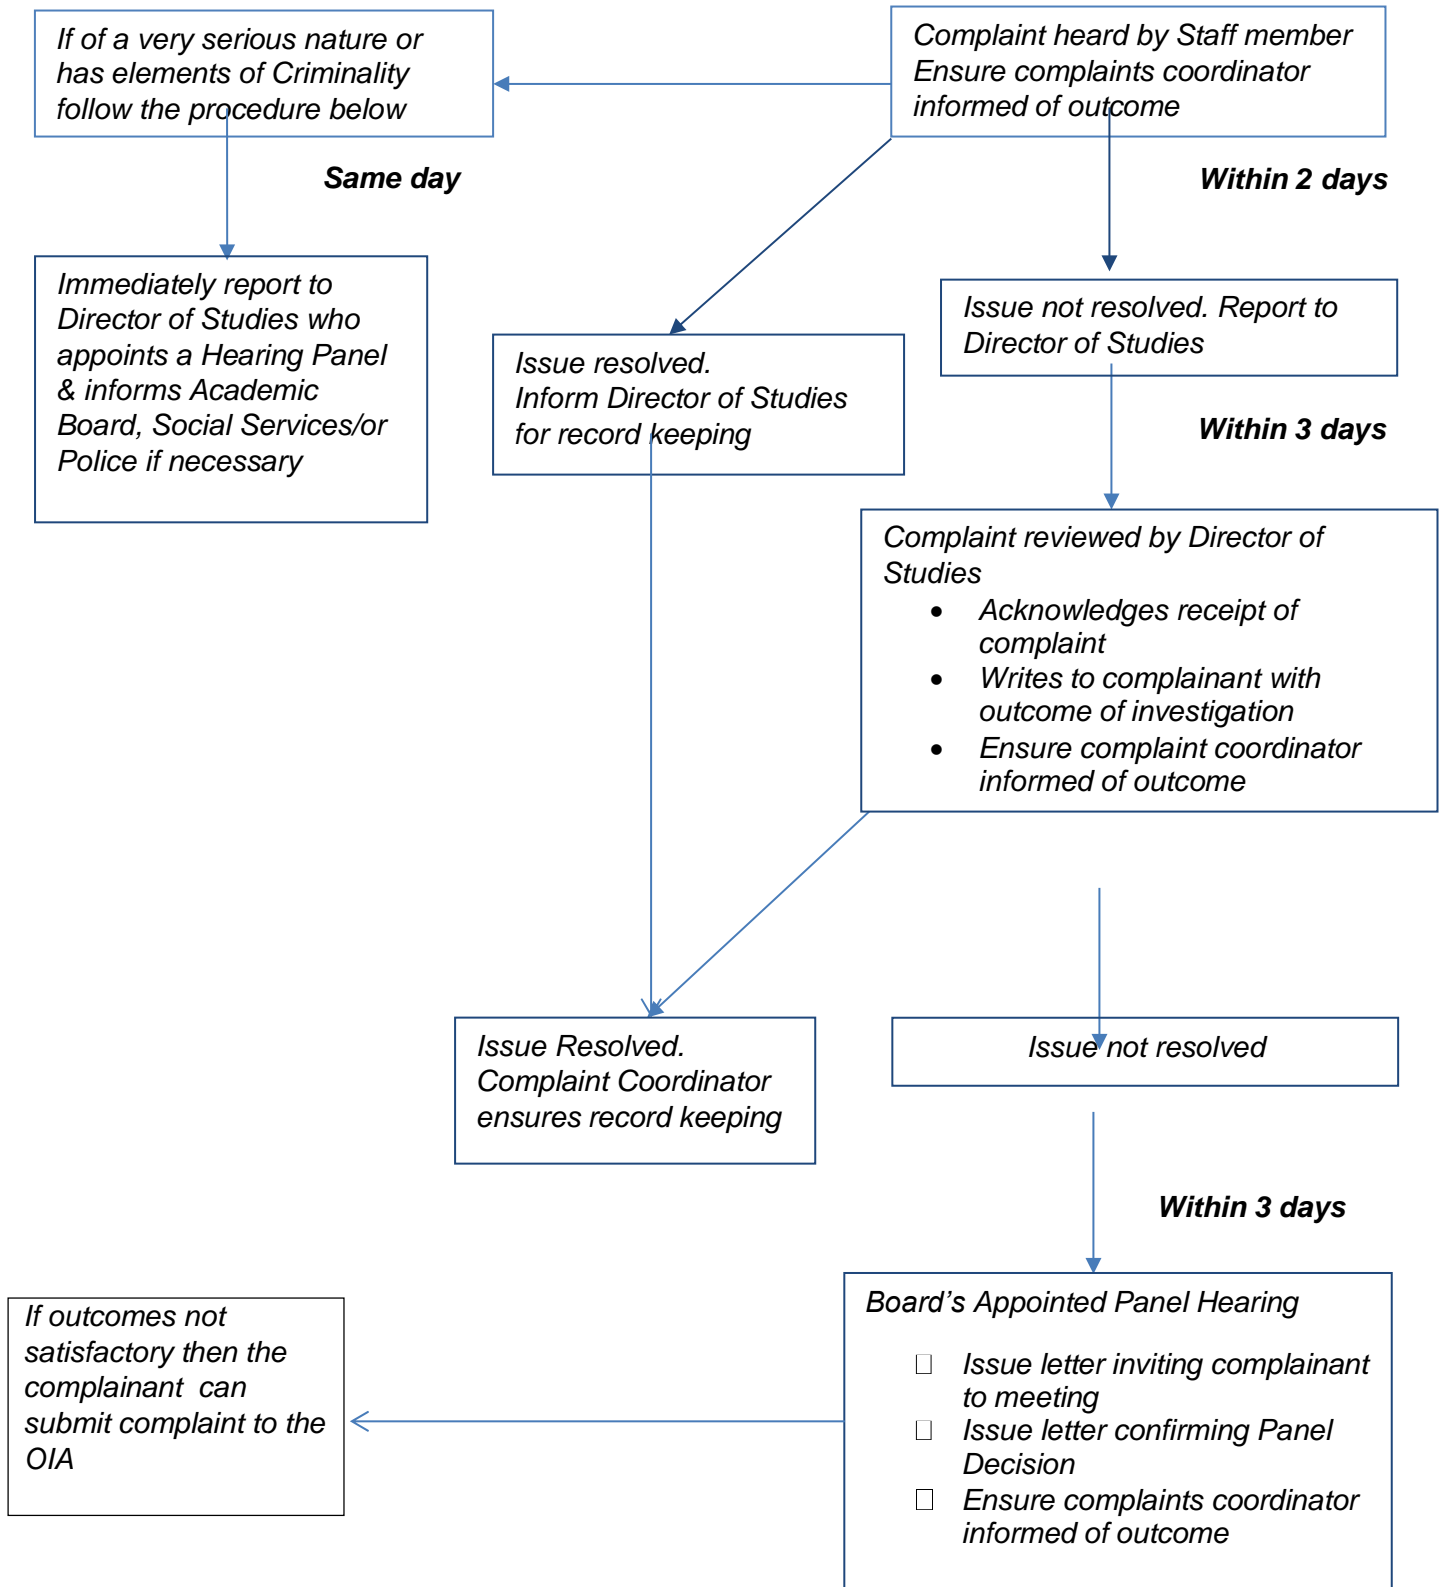 If of a very serious nature or
has elements of Criminality
follow the procedure below
Complaint heard by Staff member
Ensure complaints coordinator
informed of outcome
Same day
Within 2 days
Immediately report to
Director of Studies who
appoints a Hearing Panel
& informs Academic
Board, Social Services/or
Police if necessary
Issue resolved.
Inform Director of Studies
for record keeping
Issue not resolved. Report to
Director of Studies
Within 3 days
Complaint reviewed by Director of
Studies
• Acknowledges receipt of
complaint
• Writes to complainant with
outcome of investigation
• Ensure complaint coordinator
informed of outcome
Issue Resolved.
Complaint Coordinator
ensures record keeping
Issue not resolved
Within 3 days
If outcomes not
satisfactory then the
complainant can
submit complaint to the
OIA
Board’s Appointed Panel Hearing
□ Issue letter inviting complainant
to meeting
□ Issue letter confirming Panel
Decision
□ Ensure complaints coordinator
informed of outcome